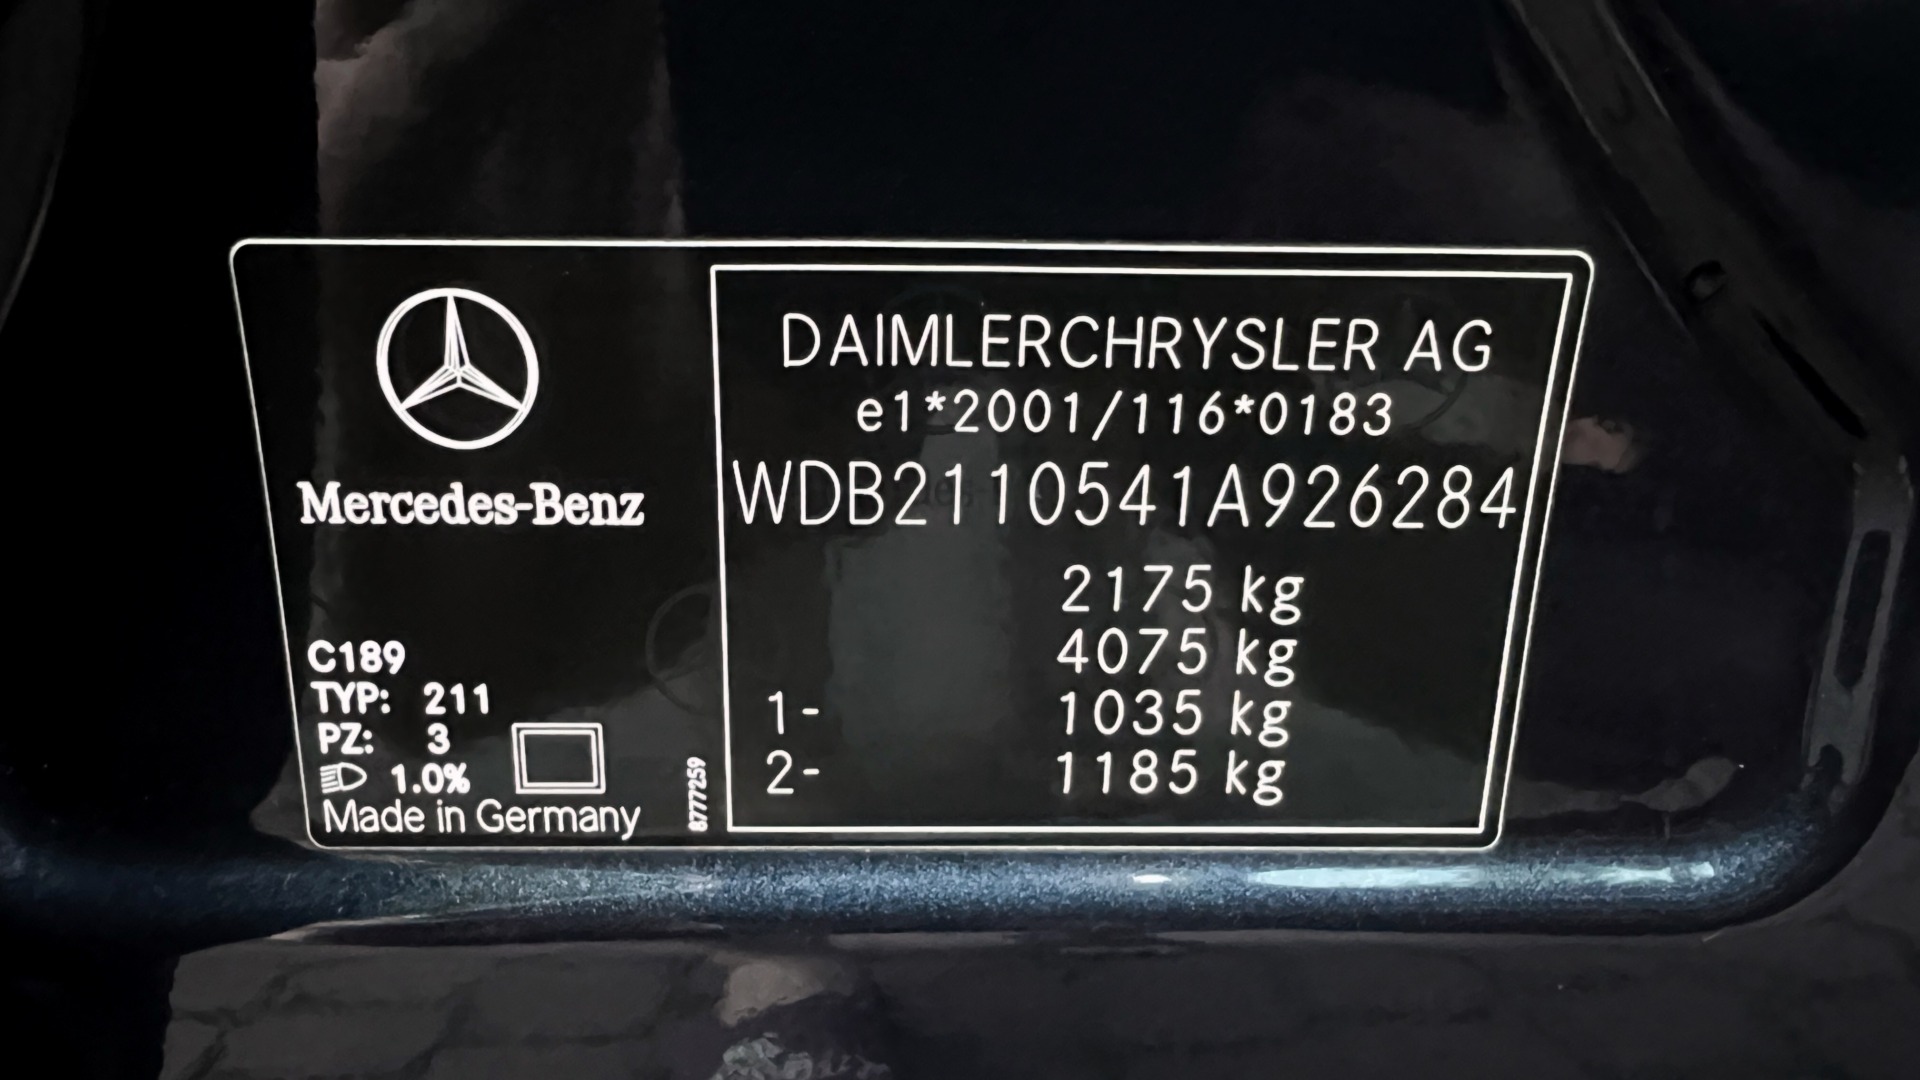 Mercedes-Benz
C189
TYP: 211
PZ: 3
1.0%
Made in Germany
8777259
DAIMLERCHRYSLER AG
e1*2001/116*0183
WDB2110541A926284
2175 kg
4075 kg
1- 1035 kg
2- 1185 kg